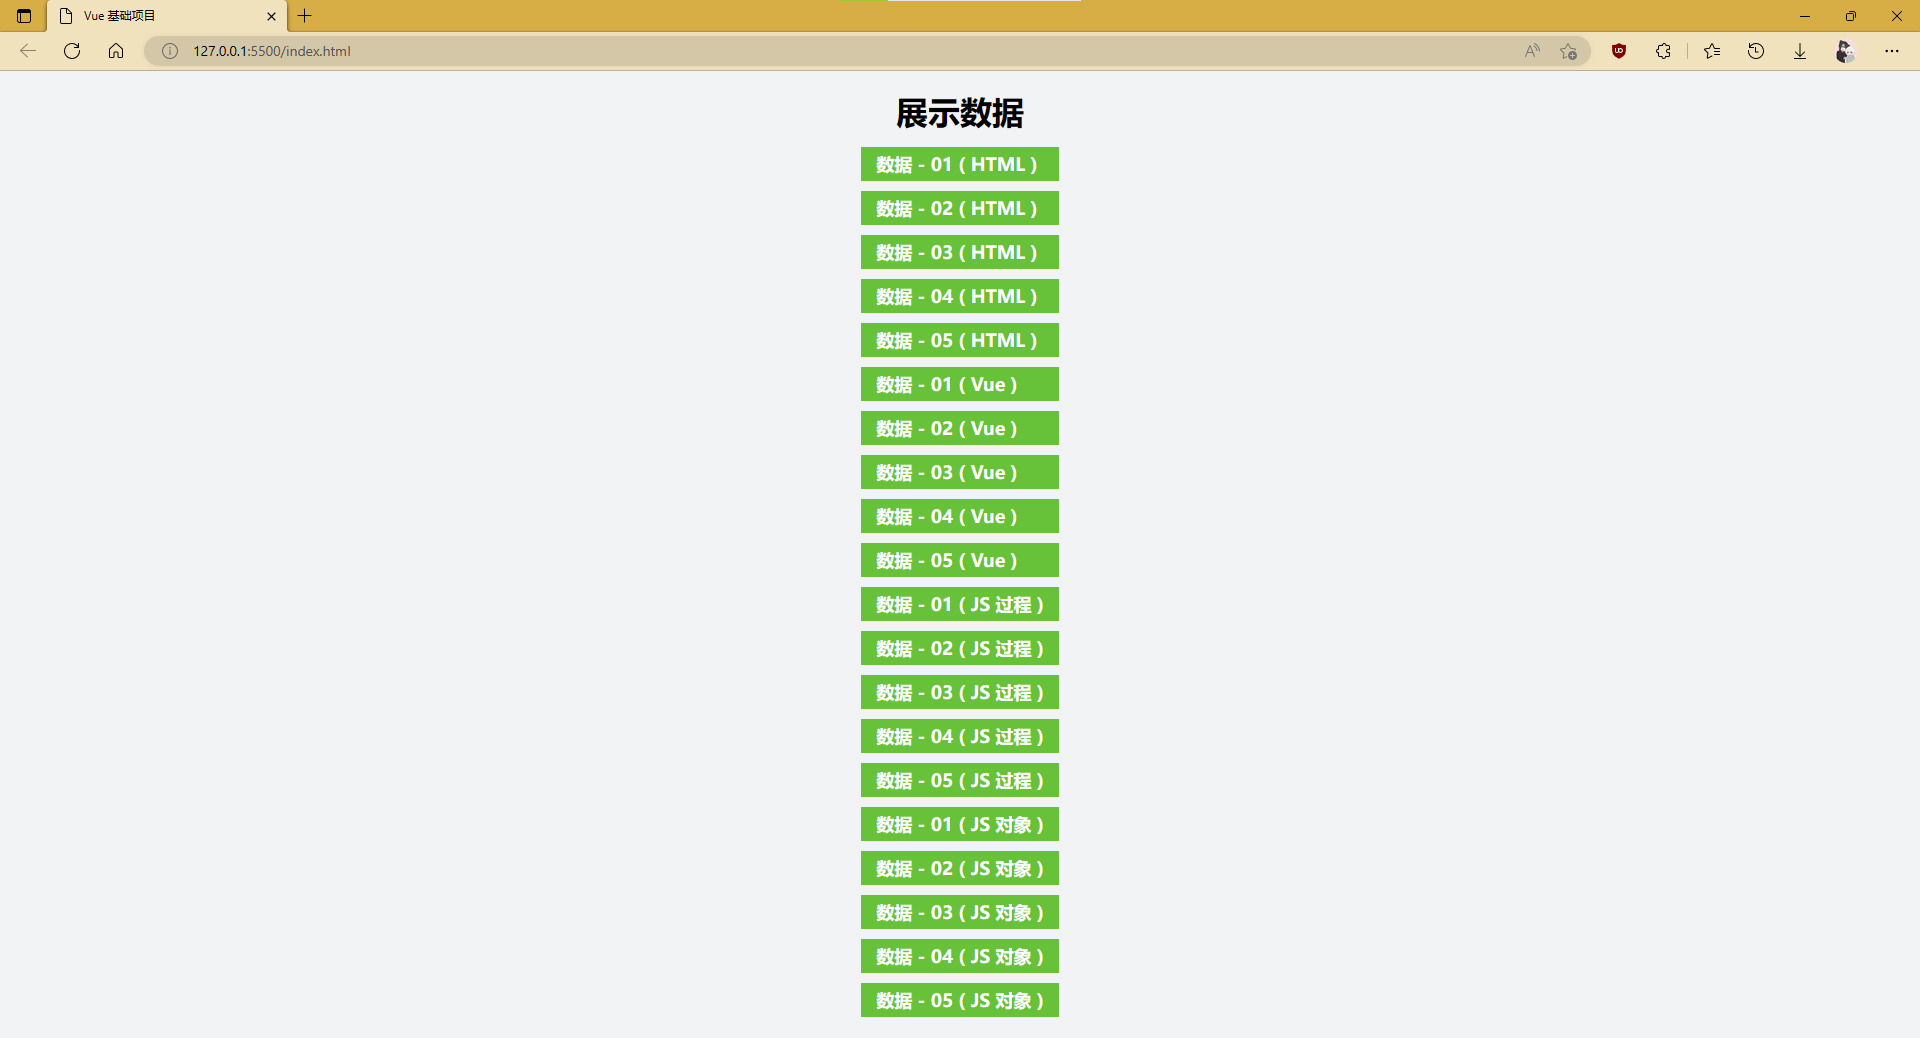 Vue 基础项目
127.0.0.1:5500/index.html
展示数据
数据 - 01 ( HTML )
数据 - 02 ( HTML )
数据 - 03 ( HTML )
数据 - 04 ( HTML )
数据 - 05 ( HTML )
数据 - 01 ( Vue )
数据 - 02 ( Vue )
数据 - 03 ( Vue )
数据 - 04 ( Vue )
数据 - 05 ( Vue )
数据 - 01 ( JS 过程 )
数据 - 02 ( JS 过程 )
数据 - 03 ( JS 过程 )
数据 - 04 ( JS 过程 )
数据 - 05 ( JS 过程 )
数据 - 01 ( JS 对象 )
数据 - 02 ( JS 对象 )
数据 - 03 ( JS 对象 )
数据 - 04 ( JS 对象 )
数据 - 05 ( JS 对象 )